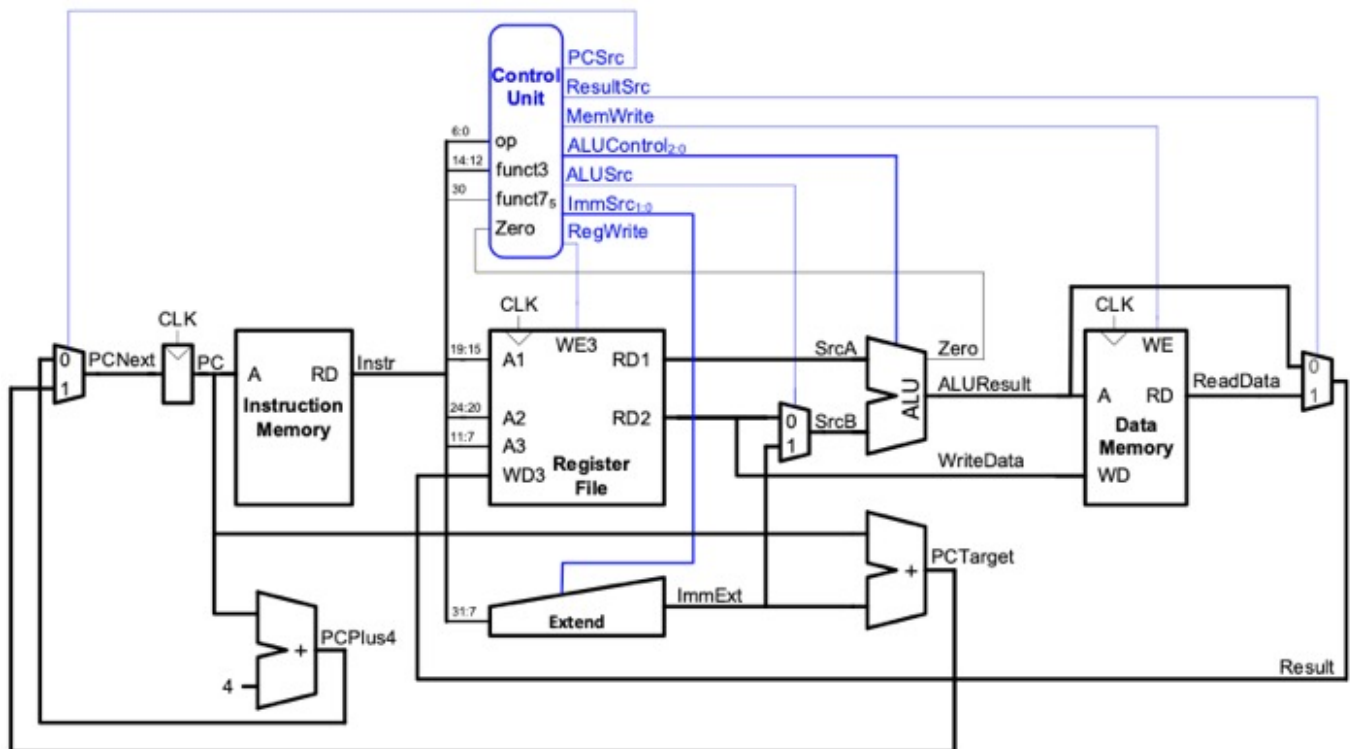 PCSrc
Control
Unit
ResultSrc
MemWrite
6:0
op
ALUControl2:0
14:12
funct3
ALUSrc
30
funct75
ImmSrc1:0
Zero
RegWrite
CLK
CLK
CLK
0
1
PCNext
PC
A
RD
Instruction
Memory
Instr
19:15
A1
WE3
RD1
SrcA
Zero
WE
ALU
ALUResult
A
RD
ReadData
0
1
24:20
A2
RD2
0
1
SrcB
Data
Memory
11:7
A3
WD3
Register
File
WriteData
WD
+
PCTarget
31:7
Extend
ImmExt
+
PCPlus4
4
Result